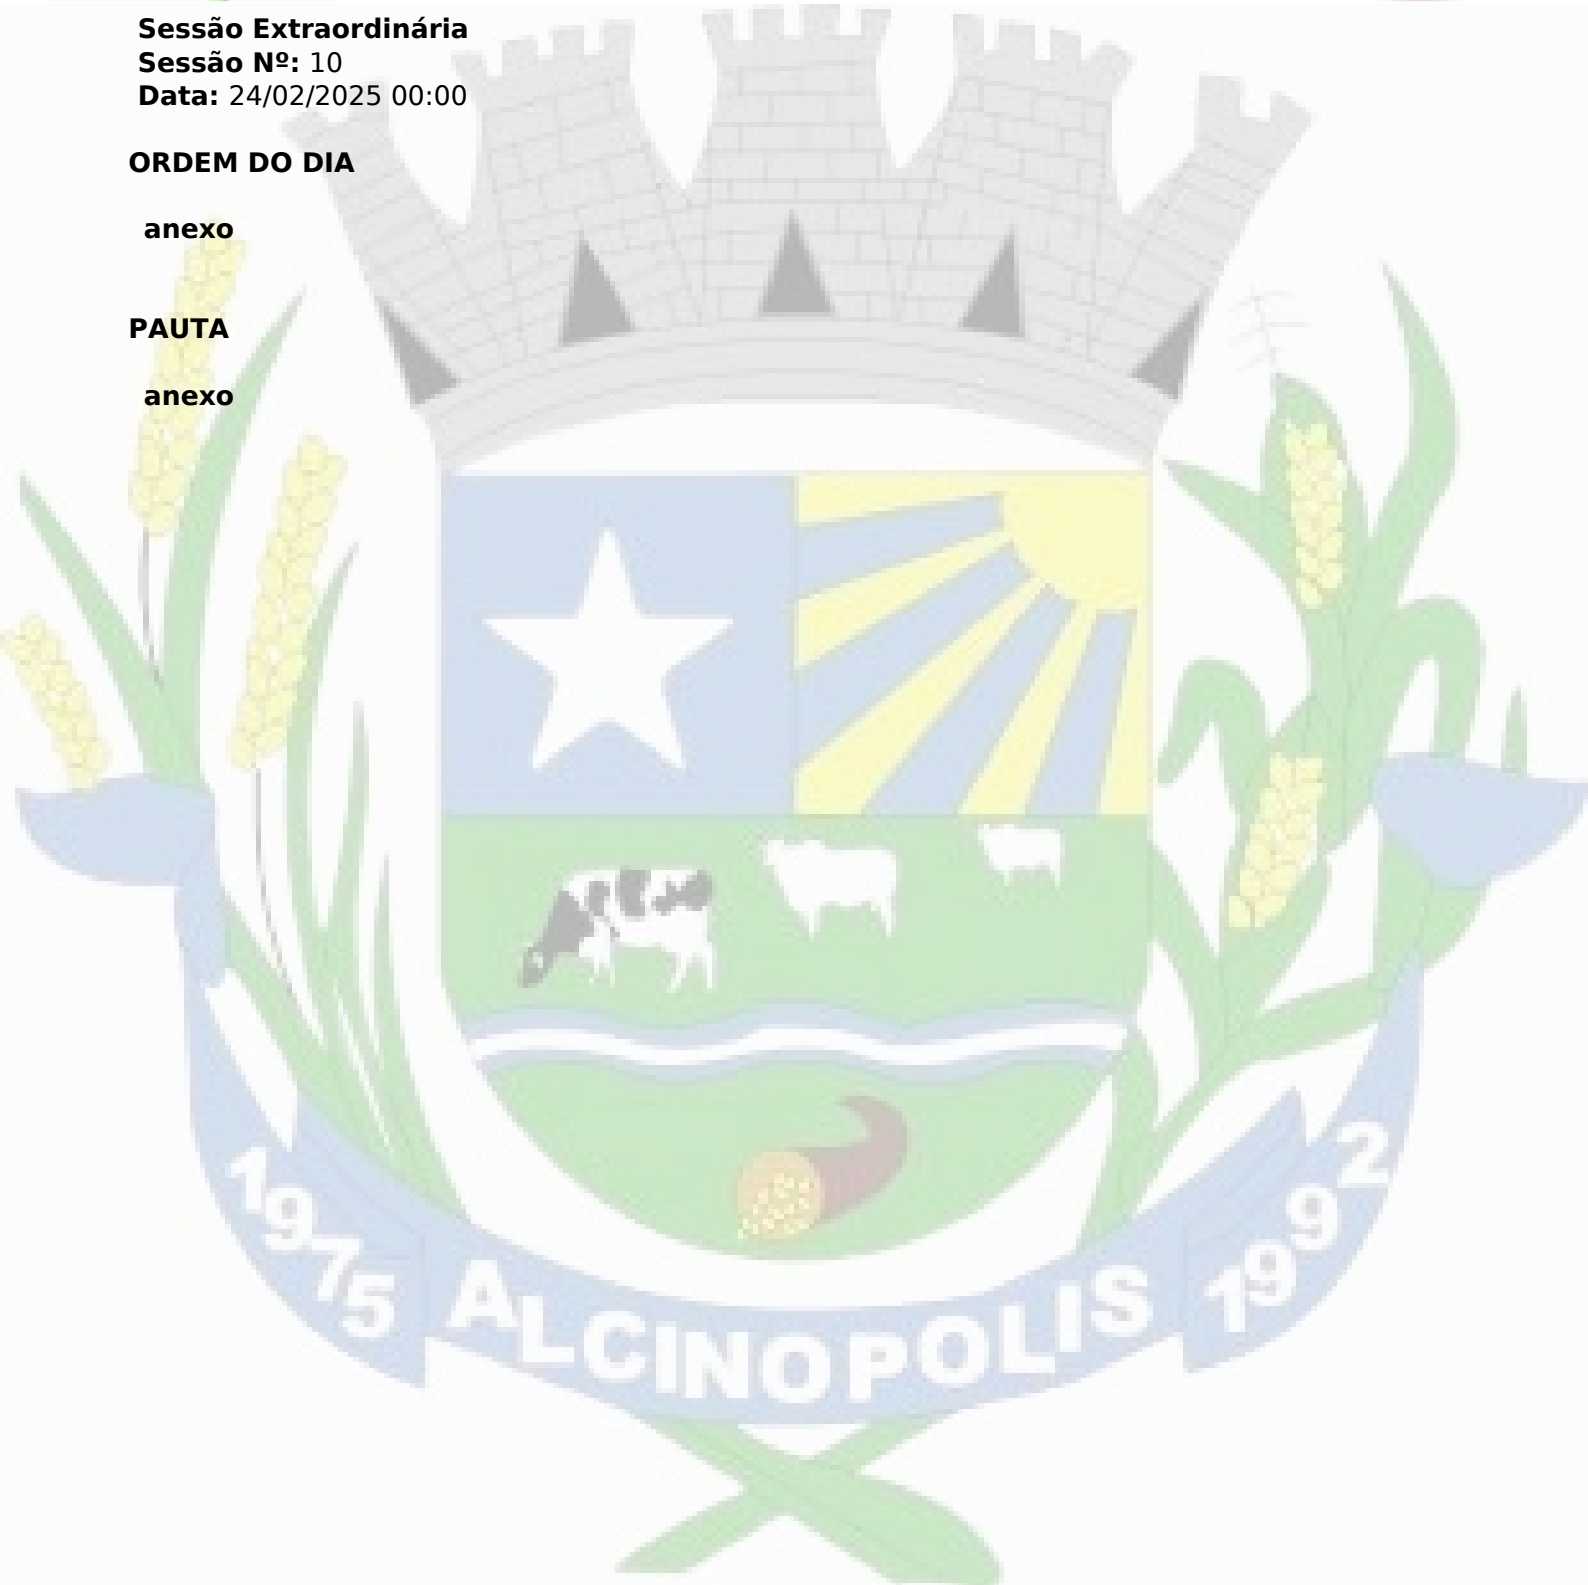 Sessão Extraordinária
Sessão Nº: 10
Data: 24/02/2025 00:00
ORDEM DO DIA
anexo
PAUTA
anexo
1975 ALCINOPOLIS 1992